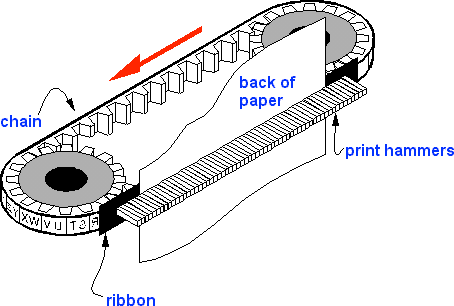 back of
paper
chain
print hammers
ribbon